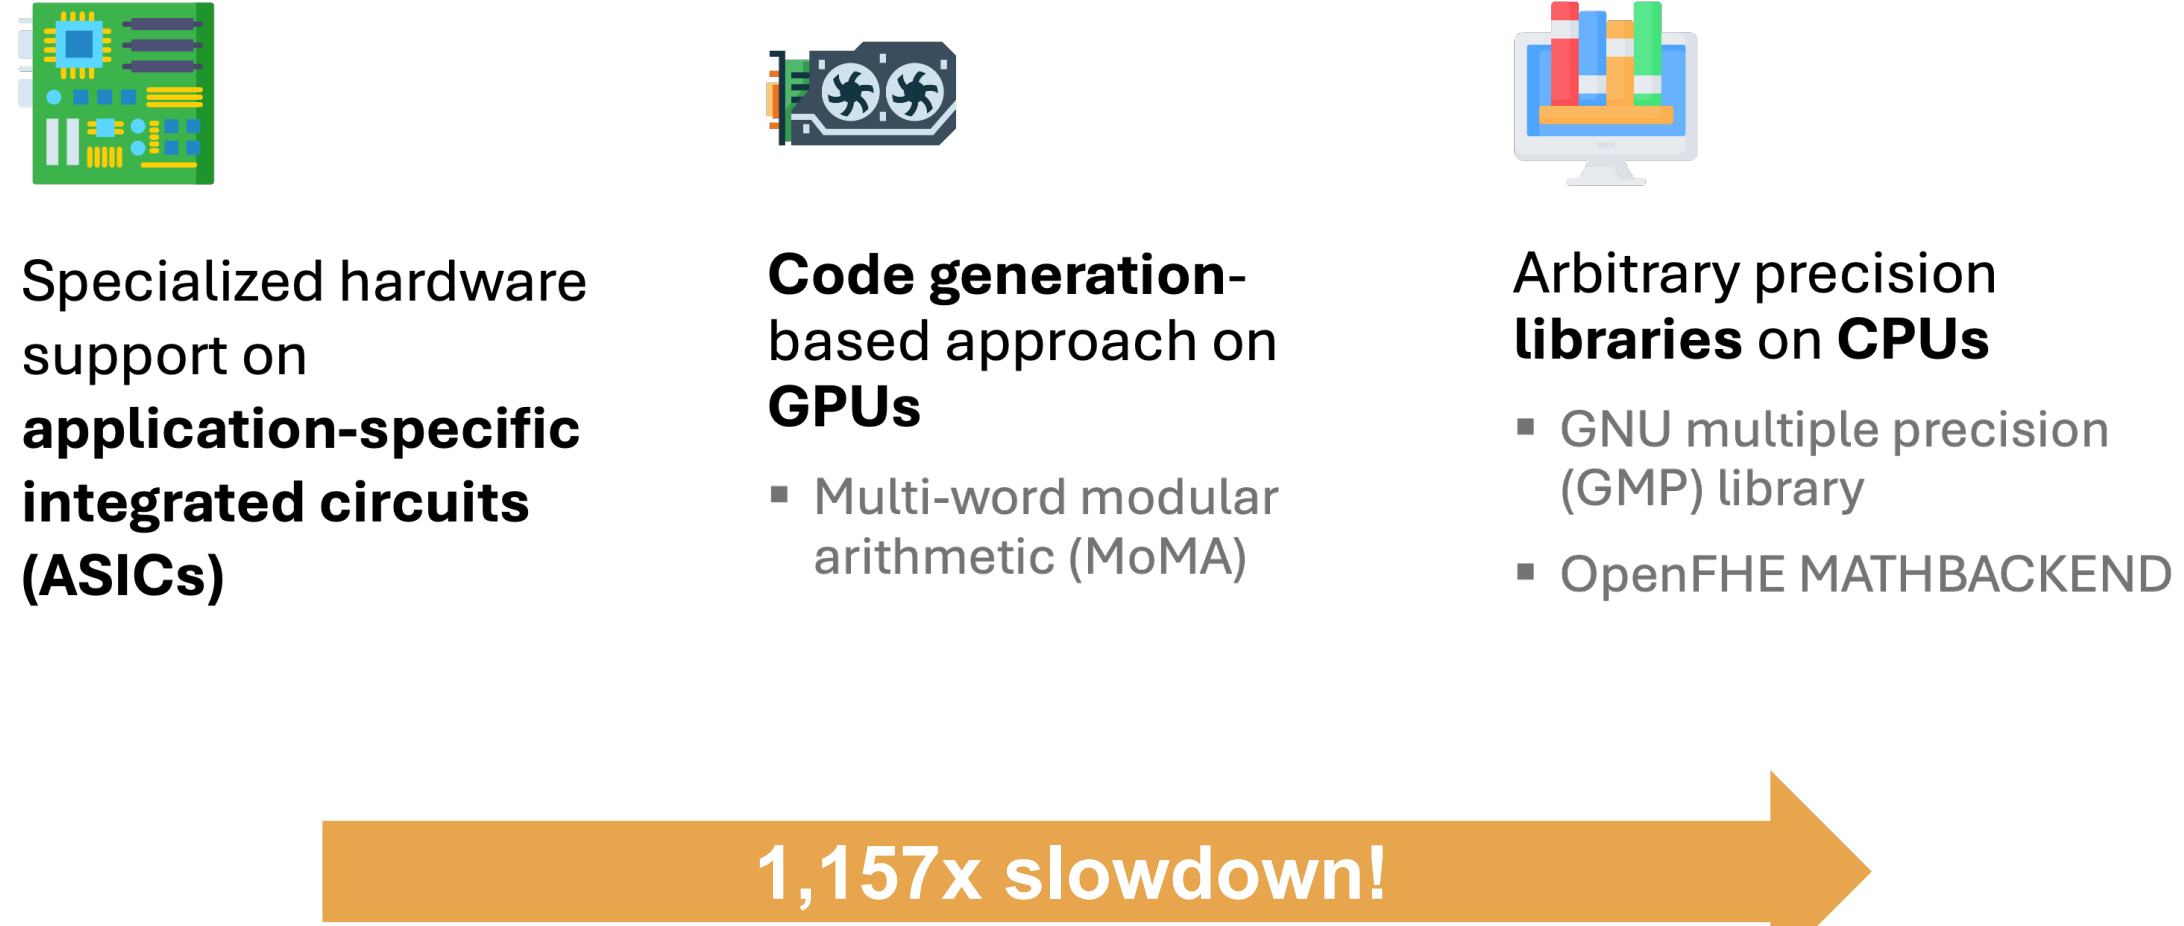 Specialized hardware
support on
application-specific
integrated circuits
(ASICs)
Code generation-
based approach on
GPUs
▪ Multi-word modular
arithmetic (MoMA)
Arbitrary precision
libraries on CPUs
▪ GNU multiple precision
(GMP) library
▪ OpenFHE MATHBACKEND
1,157x slowdown!